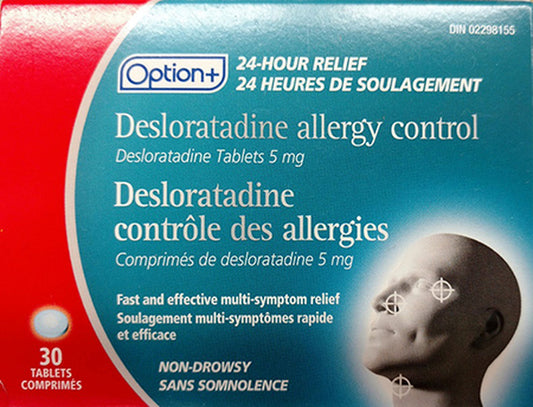 DIN 02298155
Option+
24-HOUR RELIEF
24 HEURES DE SOULAGEMENT
Desloratadine allergy control
Desloratadine Tablets 5 mg
Desloratadine
contrôle des allergies
Comprimés de desloratadine 5 mg
Fast and effective multi-symptom relief
Soulagement multi-symptômes rapide
et efficace
30
TABLETS
COMPRIMÉS
NON-DROWSY
SANS SOMNOLENCE